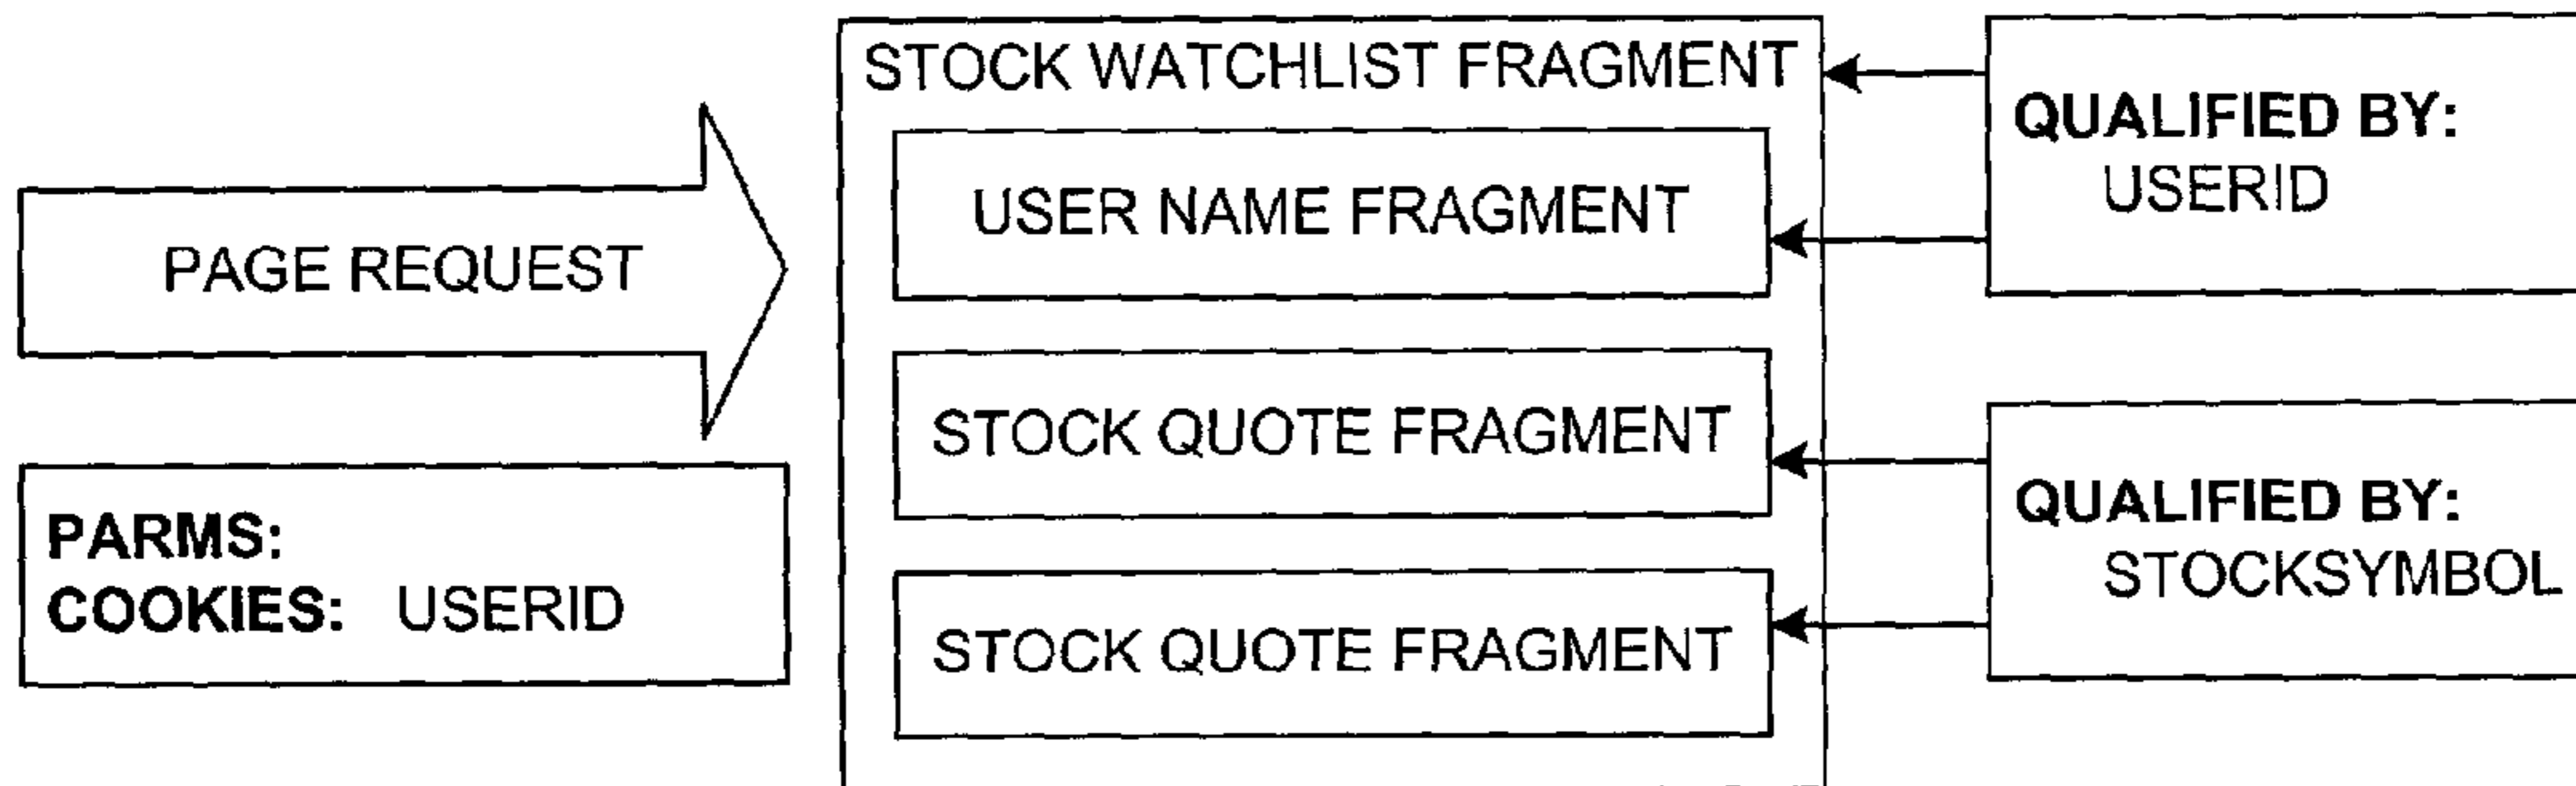 PAGE REQUEST
PARMS:
COOKIES: USERID
STOCK WATCHLIST FRAGMENT
USER NAME FRAGMENT
STOCK QUOTE FRAGMENT
STOCK QUOTE FRAGMENT
QUALIFIED BY:
USERID
QUALIFIED BY:
STOCKSYMBOL